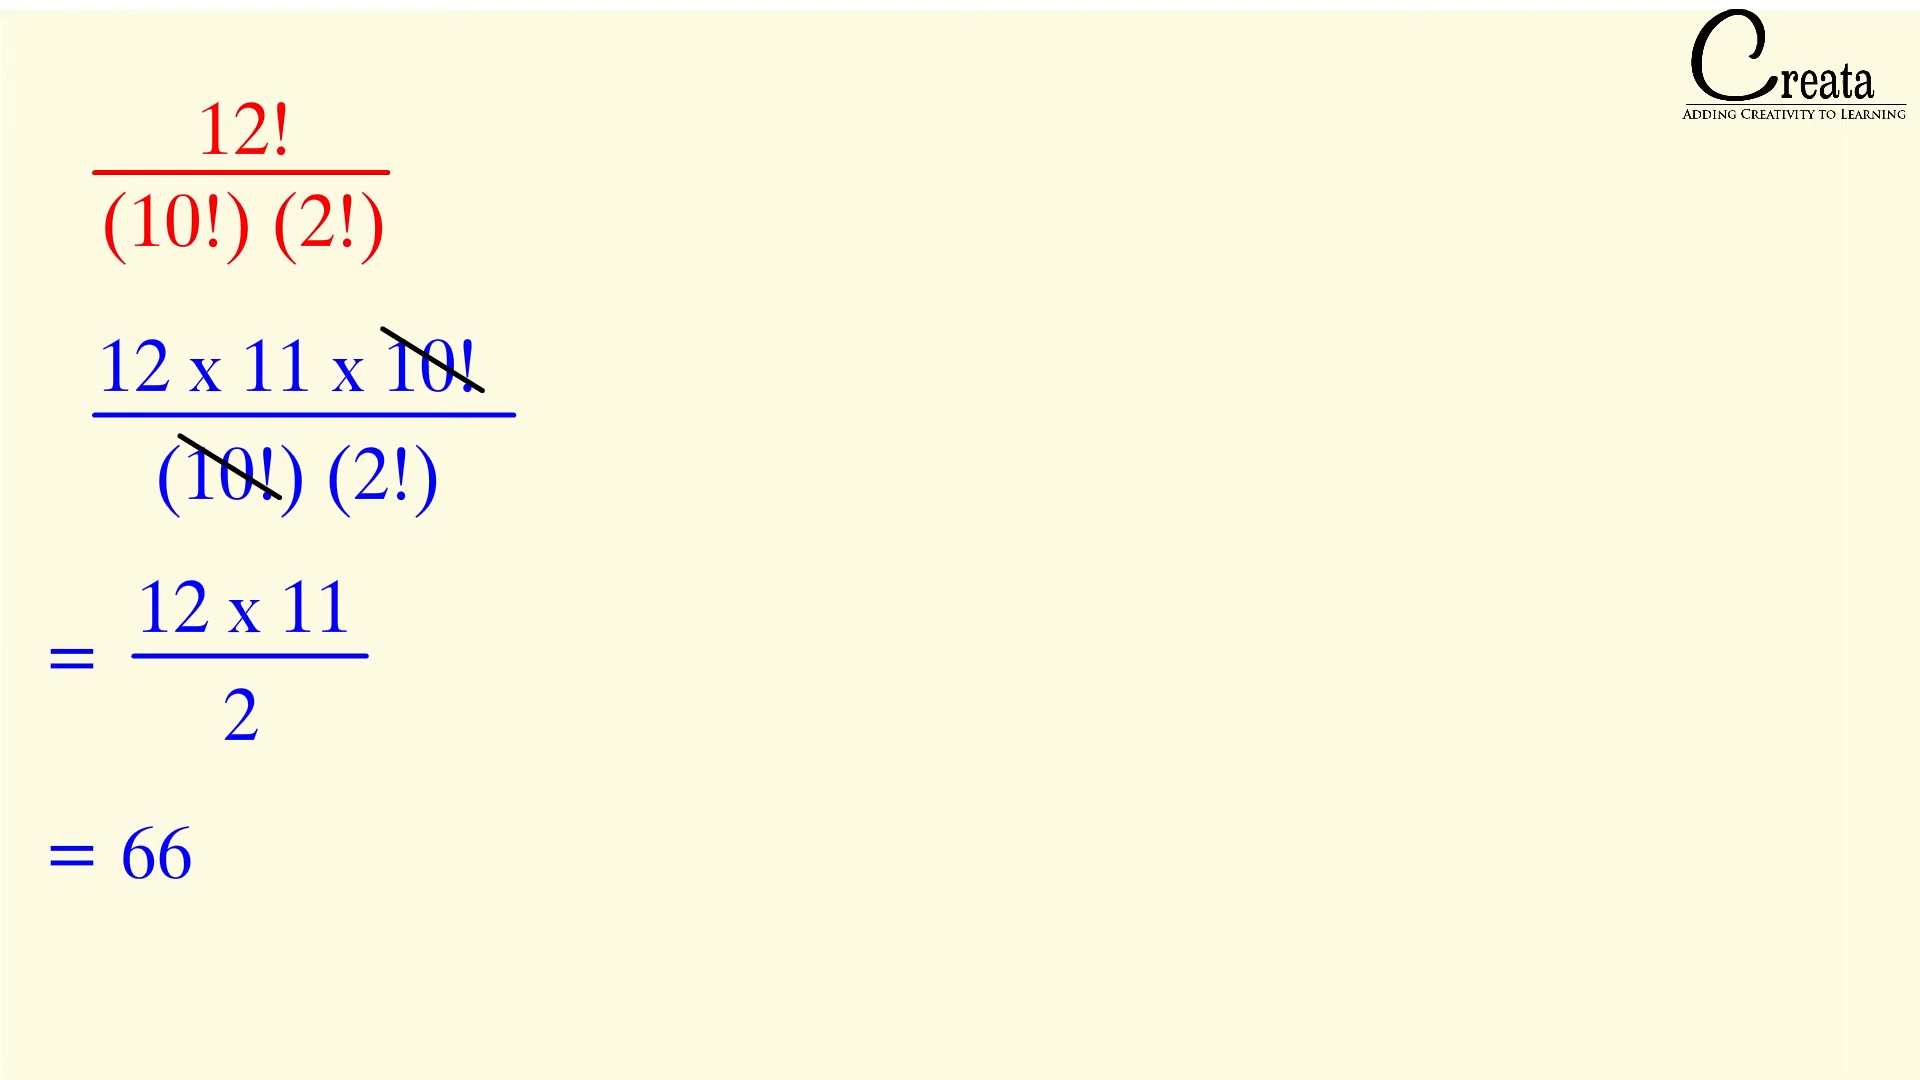 Creata
ADDING CREATIVITY TO LEARNING
12!
(10!) (2!)
12 x 11 x 10!
(10!) (2!)
12 x 11
=
2
= 66